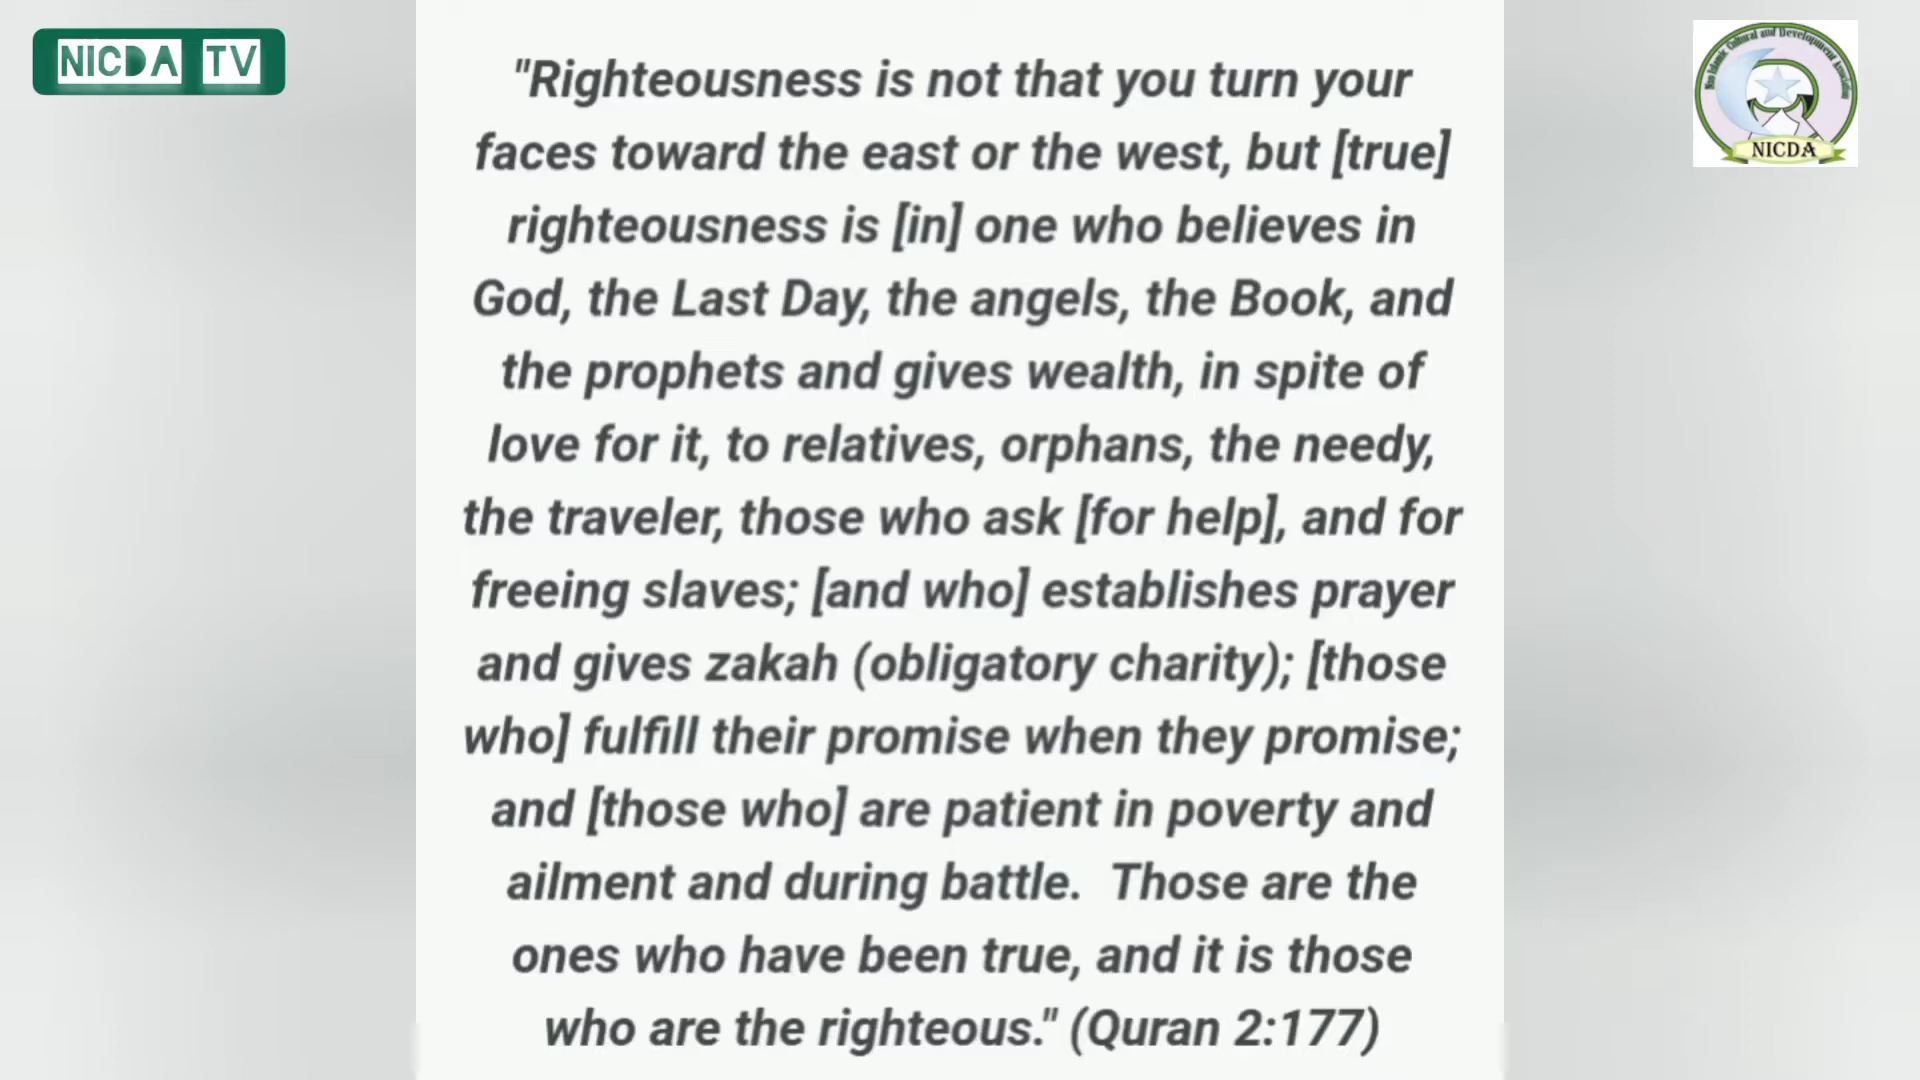 NICDA TV
"Righteousness is not that you turn your
faces toward the east or the west, but [true]
righteousness is [in] one who believes in
God, the Last Day, the angels, the Book, and
the prophets and gives wealth, in spite of
love for it, to relatives, orphans, the needy,
the traveler, those who ask [for help], and for
freeing slaves; [and who] establishes prayer
and gives zakah (obligatory charity); [those
who] fulfill their promise when they promise;
and [those who] are patient in poverty and
ailment and during battle.  Those are the
ones who have been true, and it is those
who are the righteous." (Quran 2:177)
Islamic Cultural and Development Association
NICDA